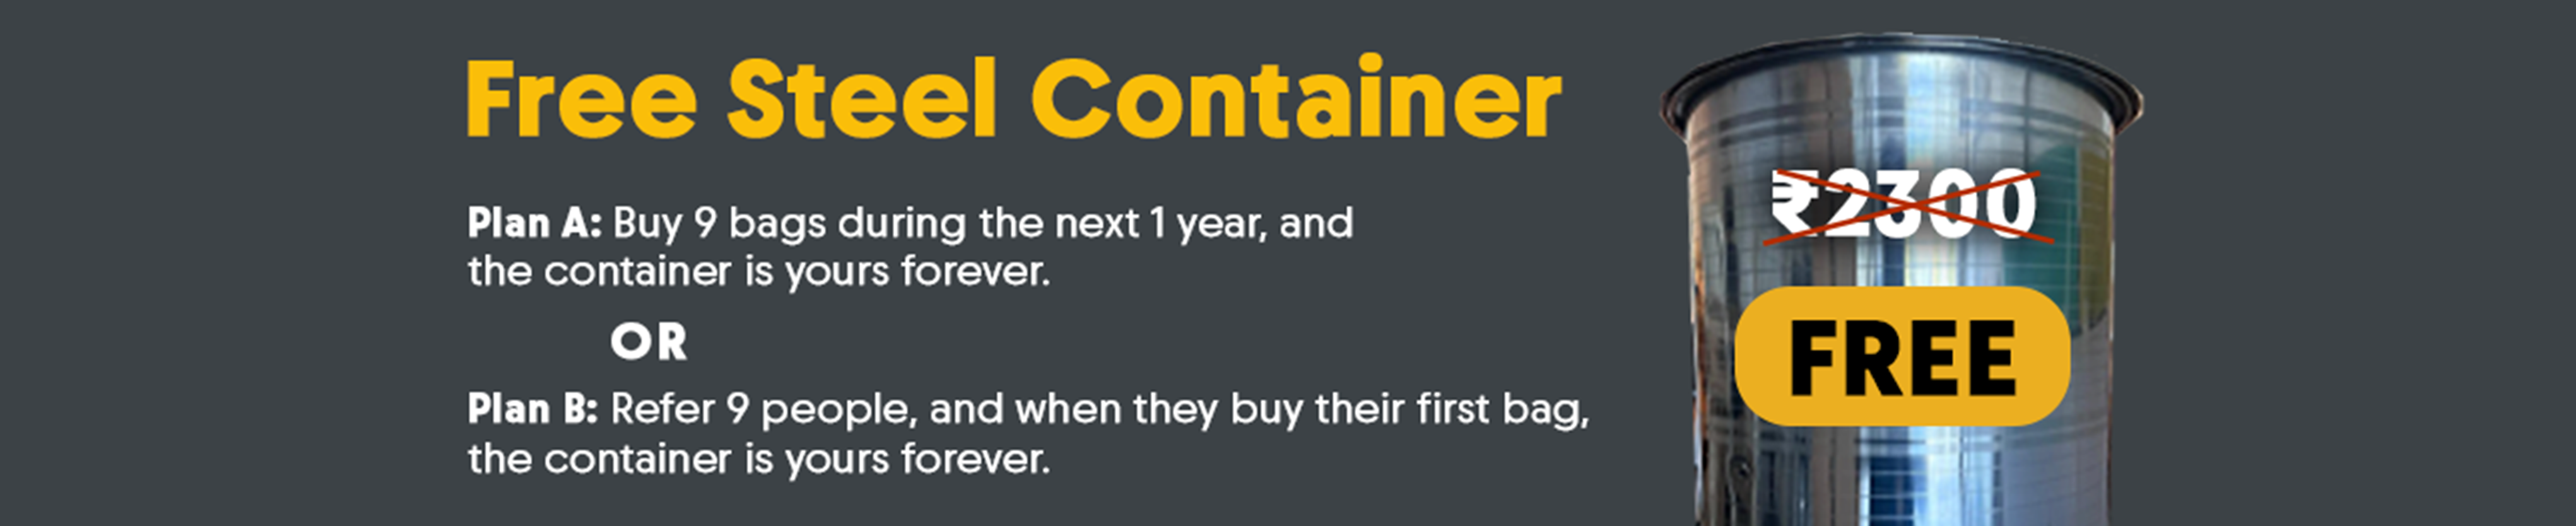 Free Steel Container
Plan A: Buy 9 bags during the next 1 year, and
the container is yours forever.
OR
Plan B: Refer 9 people, and when they buy their first bag,
the container is yours forever.
₹2300
FREE